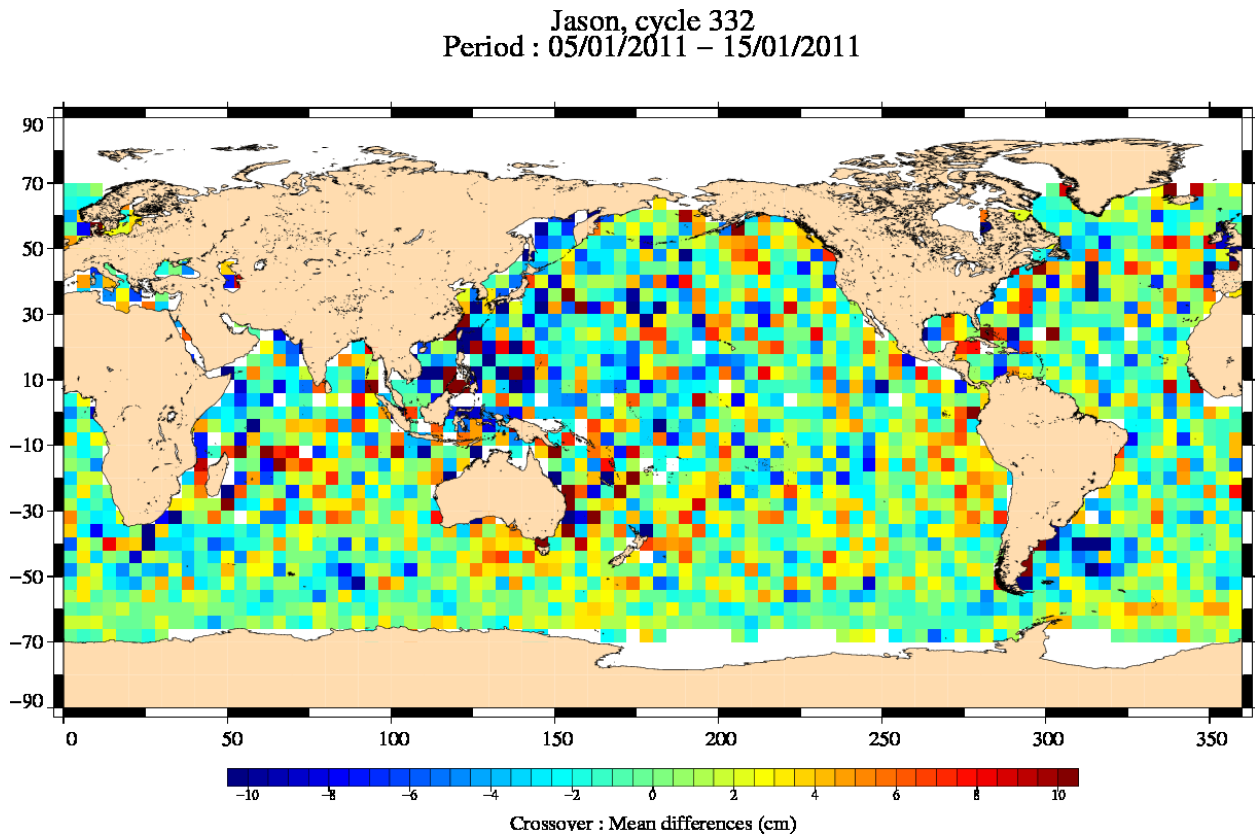 Jason, cycle 332
Period : 05/01/2011 – 15/01/2011
90
70
50
30
10
−10
−30
−50
−70
−90
0 50 100 150 200 250 300 350
−10 −8 −6 −4 −2 0 2 4 6 8 10
Crossover : Mean differences (cm)